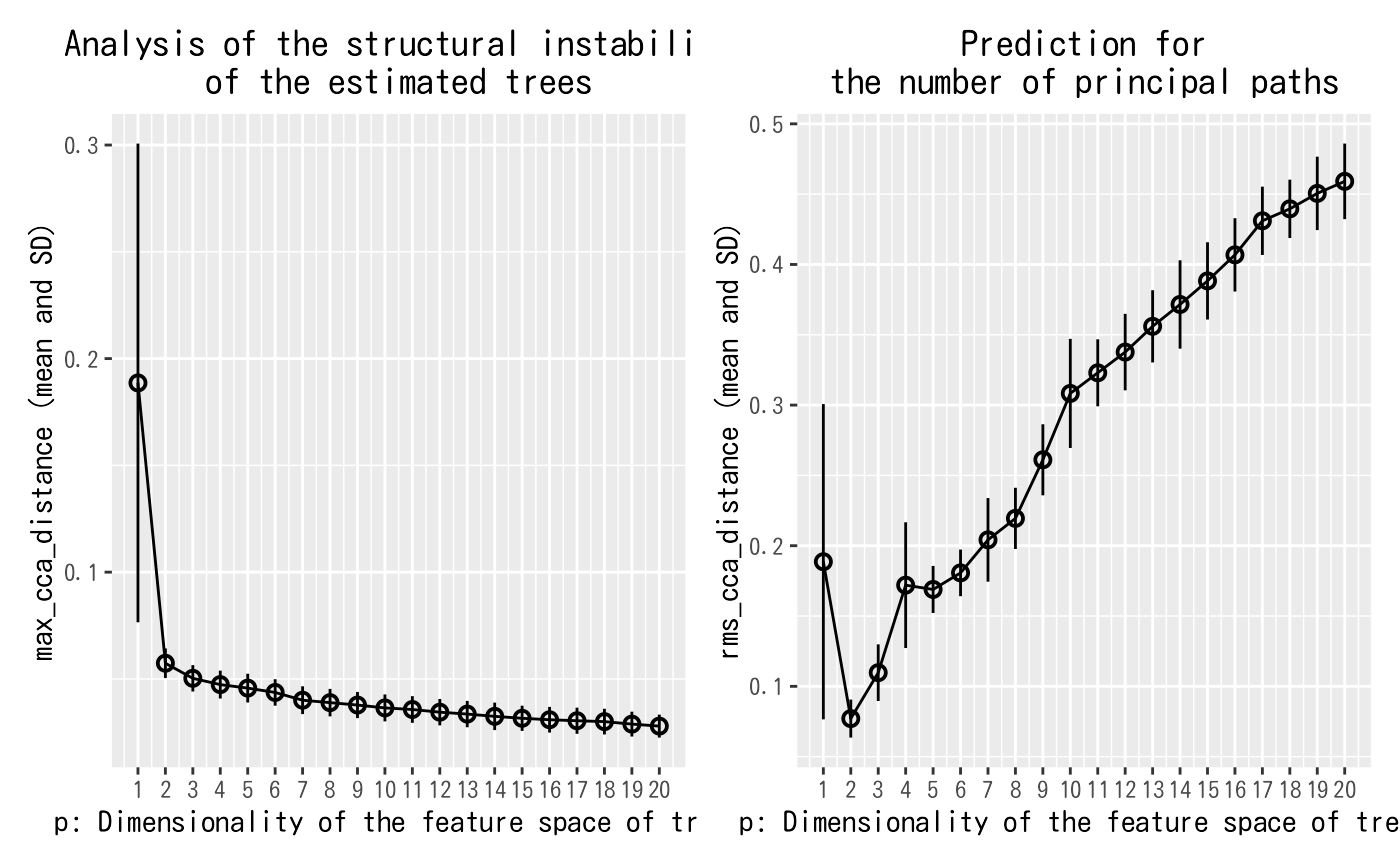 Analysis of the structural instabili
of the estimated trees
max_cca_distance (mean and SD)
0.3
0.2
0.1
1 2 3 4 5 6 7 8 9 10 11 12 13 14 15 16 17 18 19 20
p: Dimensionality of the feature space of tr
Prediction for
the number of principal paths
rms_cca_distance (mean and SD)
0.5
0.4
0.3
0.2
0.1
1 2 3 4 5 6 7 8 9 10 11 12 13 14 15 16 17 18 19 20
p: Dimensionality of the feature space of tre